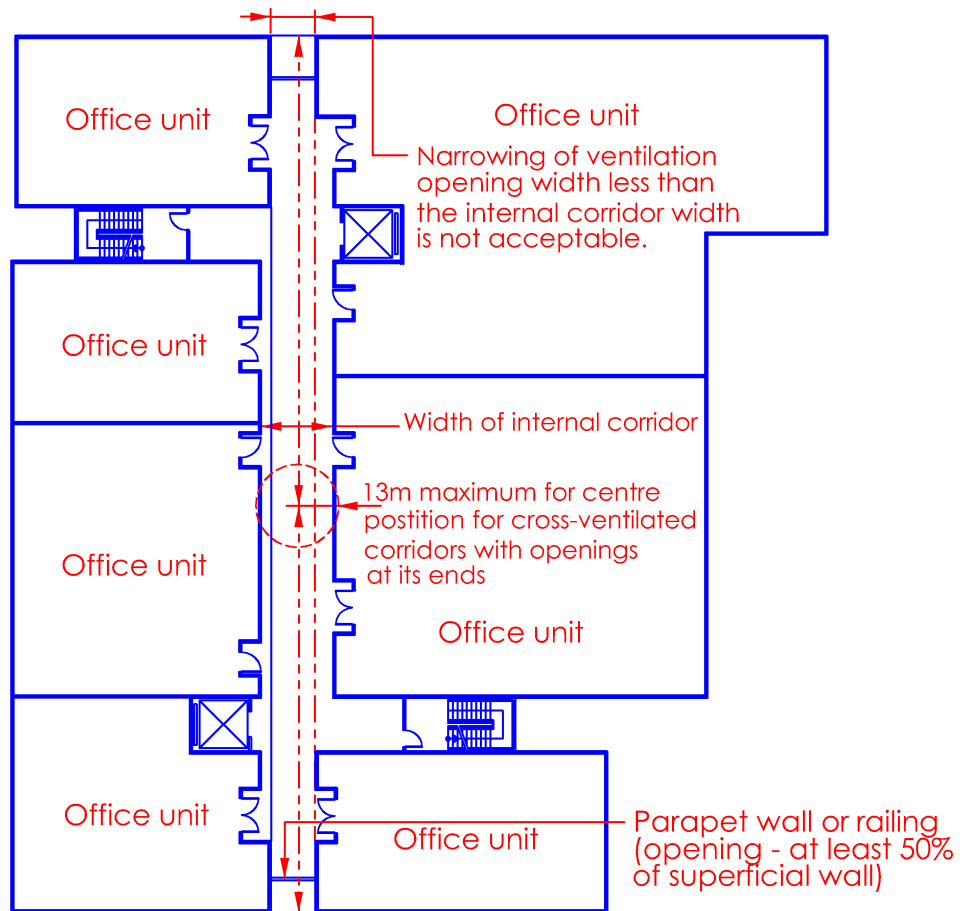 Office unit
Office unit
Narrowing of ventilation
opening width less than
the internal corridor width
is not acceptable.
Office unit
Width of internal corridor
13m maximum for centre
postition for cross-ventilated
corridors with openings
at its ends
Office unit
Office unit
Office unit
Office unit
Parapet wall or railing
(opening - at least 50%
of superficial wall)